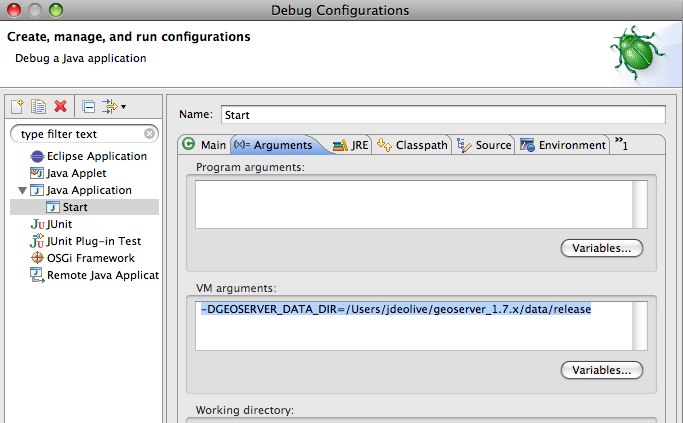 Debug Configurations
Create, manage, and run configurations
Debug a Java application
type filter text
Eclipse Application
Java Applet
Java Application
Start
JUnit
JUnit Plug-in Test
OSGi Framework
Remote Java Applicat
Name: Start
Main (x)= Arguments JRE Classpath Source Environment »1
Program arguments:
Variables...
VM arguments:
-DGEOSERVER_DATA_DIR=/Users/jdeolive/geoserver_1.7.x/data/release
Variables...
Working directory: